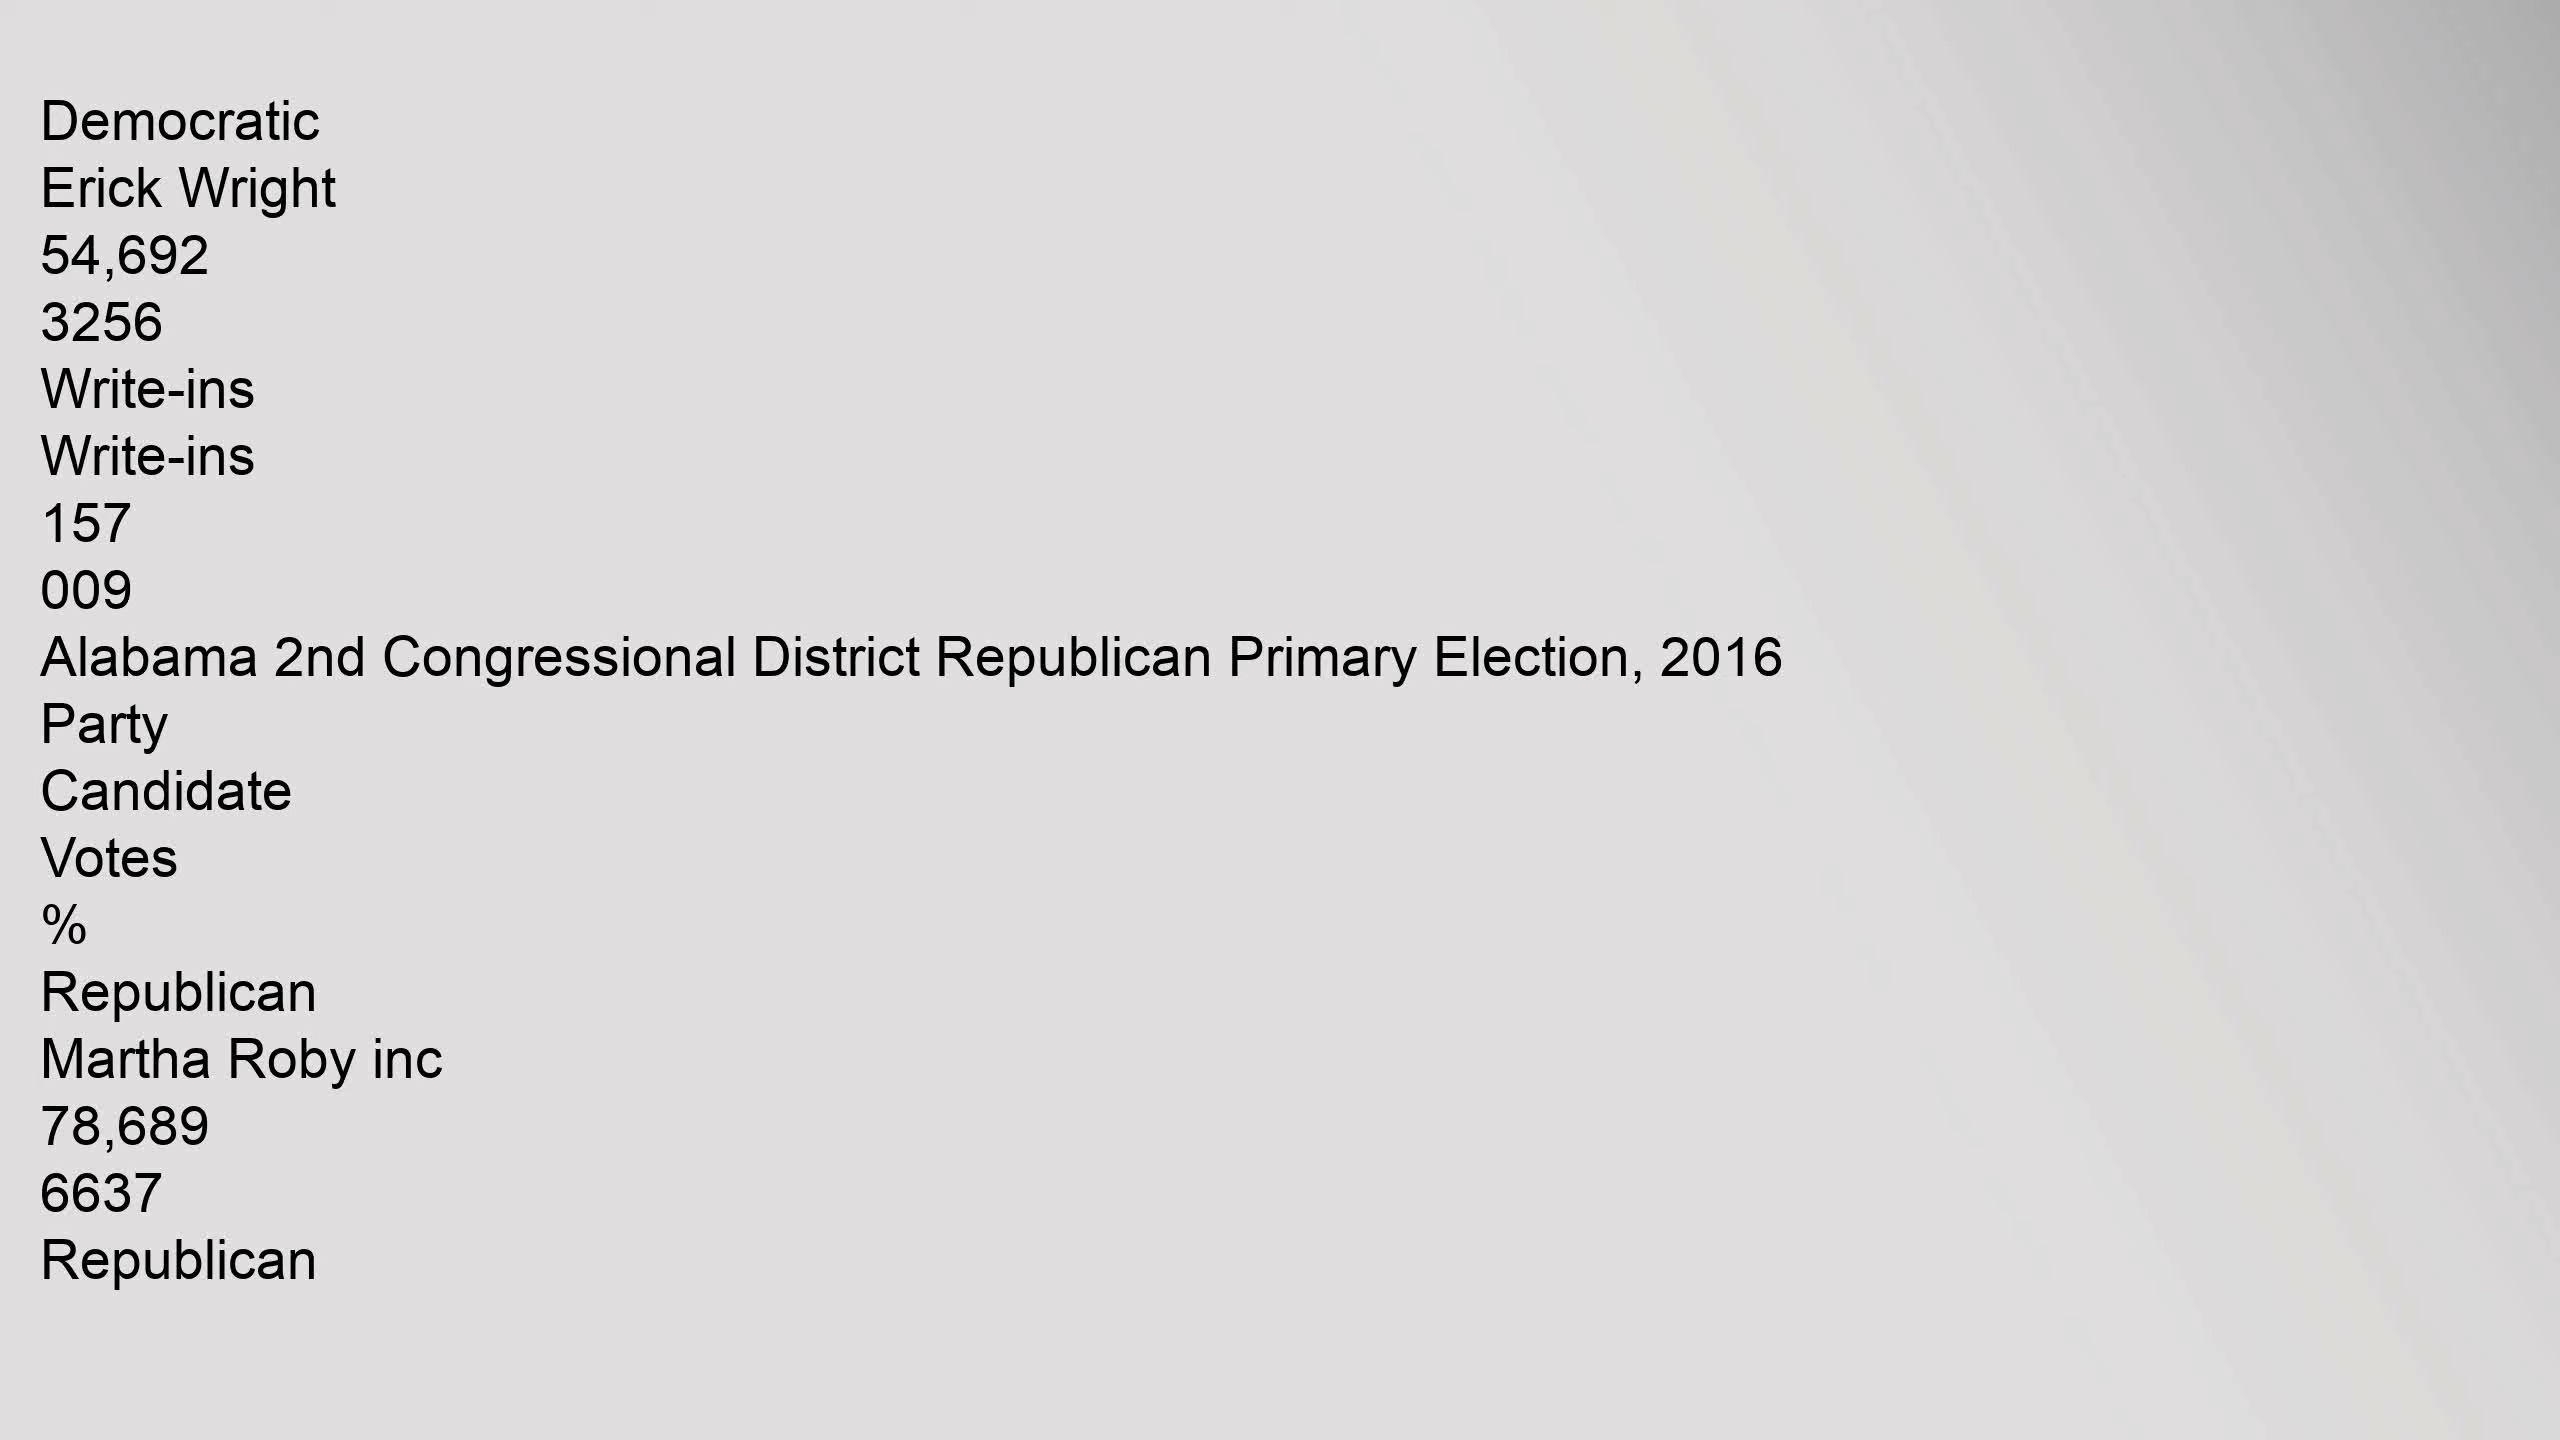 Democratic
Erick Wright
54,692
3256
Write-ins
Write-ins
157
009
Alabama 2nd Congressional District Republican Primary Election, 2016
Party
Candidate
Votes
%
Republican
Martha Roby inc
78,689
6637
Republican